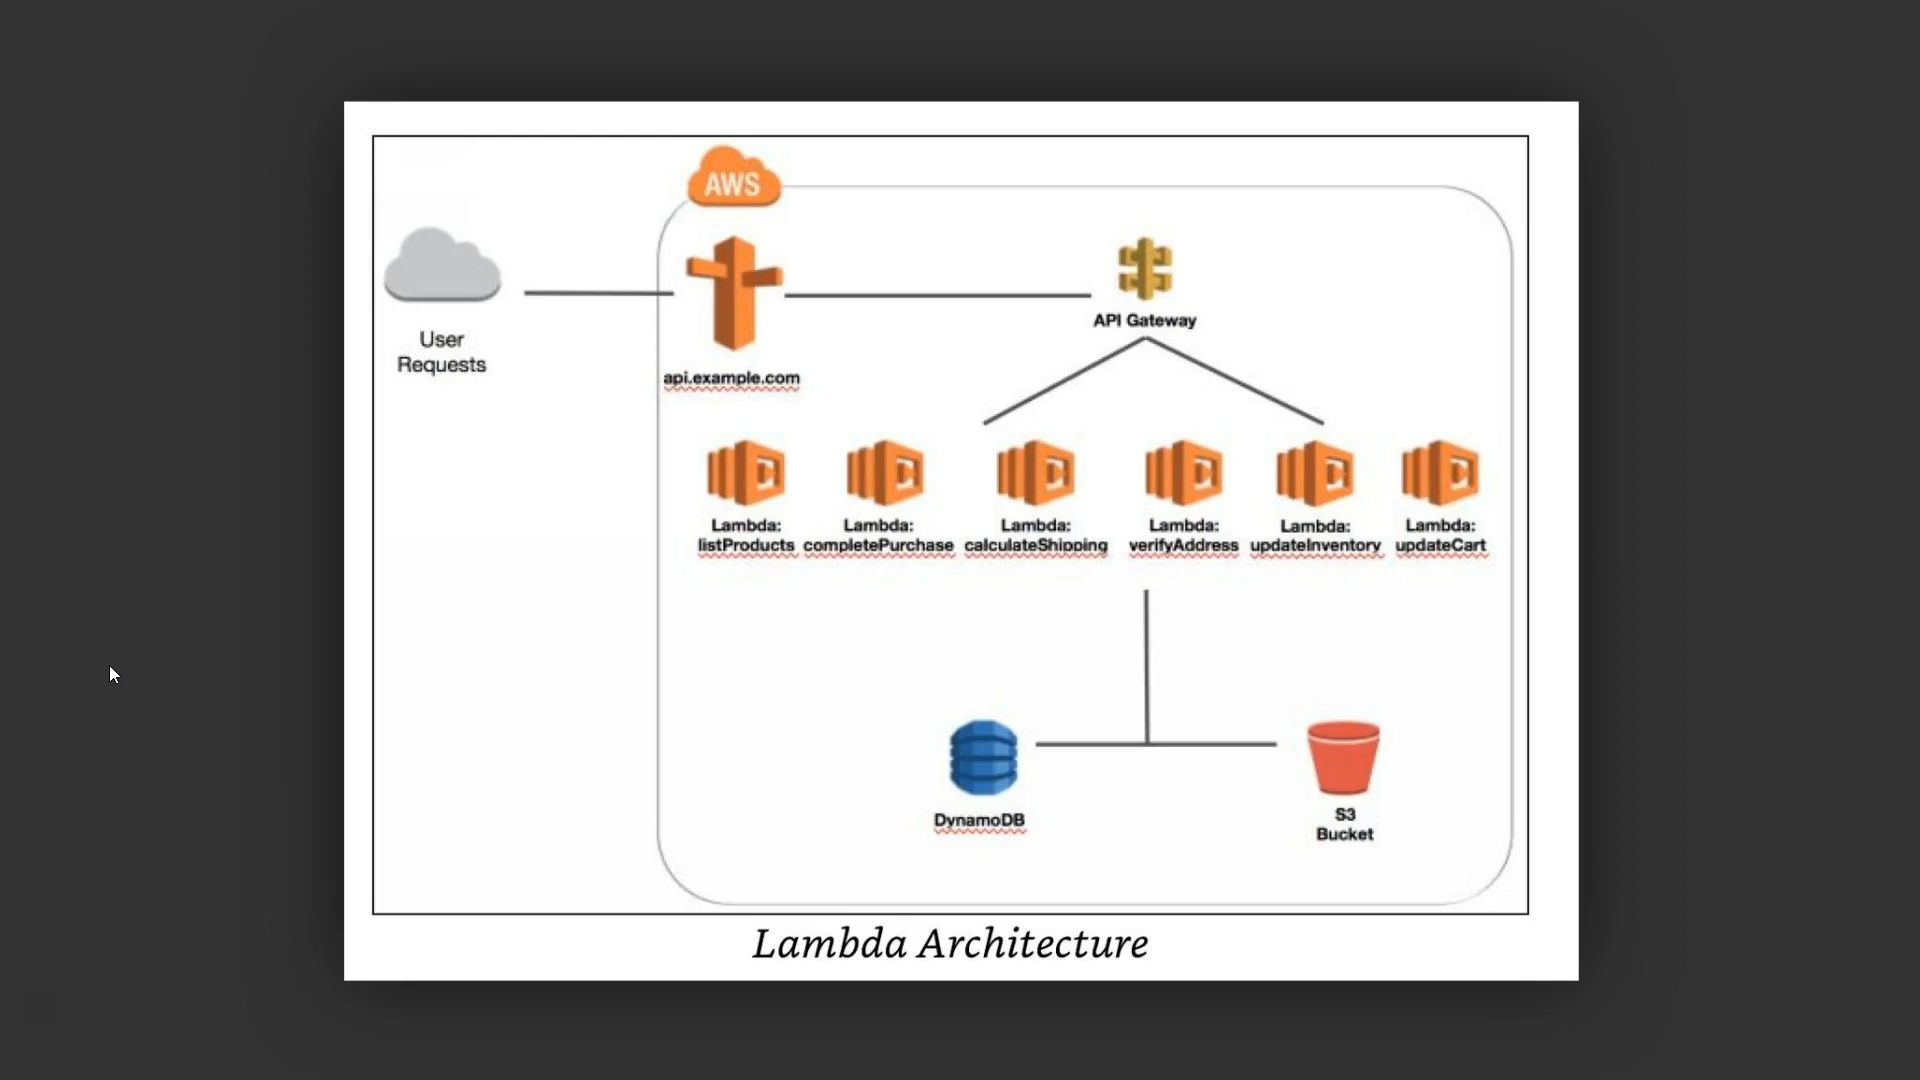 AWS
User
Requests
api.example.com
API Gateway
Lambda:
listProducts
Lambda:
completePurchase
Lambda:
calculateShipping
Lambda:
verifyAddress
Lambda:
updateInventory
Lambda:
updateCart
DynamoDB
S3
Bucket
Lambda Architecture